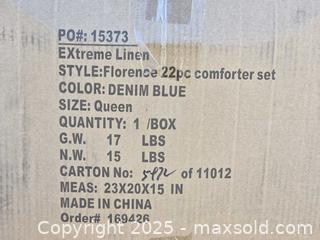 PO#: 15373
EXtreme Linen
STYLE:Florence 22pc comforter set
COLOR: DENIM BLUE
SIZE: Queen
QUANTITY: 1 /BOX
G.W. 17 LBS
N.W. 15 LBS
CARTON No: of 11012
MEAS: 23X20X15 IN
MADE IN CHINA
Order# 169426
Copyright 2025 - maxsold.com